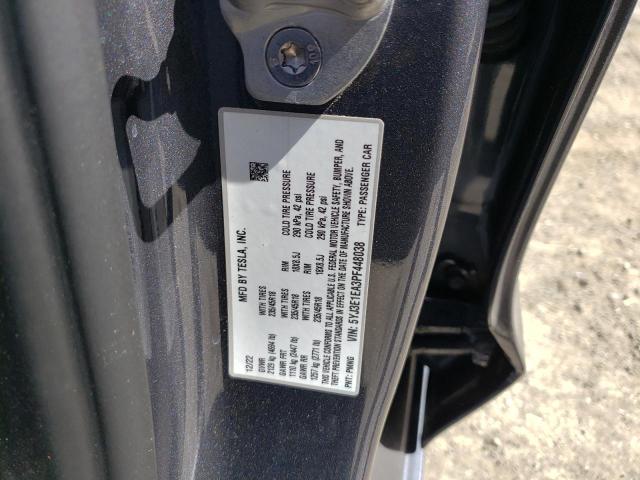 MFD BY TESLA, INC.
12/22
GVWR
2129 kg (4694 lb)
GAWR FRT
WITH TIRES
RIM
COLD TIRE PRESSURE
1110 kg (2447 lb)
235/45R18
18X8.5J
290 kPa, 42 psi
GAWR RR
WITH TIRES
RIM
COLD TIRE PRESSURE
1257 kg (2771 lb)
235/45R18
18X8.5J
290 kPa, 42 psi
THIS VEHICLE CONFORMS TO ALL APPLICABLE U.S. FEDERAL MOTOR VEHICLE SAFETY, BUMPER, AND
THEFT PREVENTION STANDARDS IN EFFECT ON THE DATE OF MANUFACTURE SHOWN ABOVE.
VIN: 5YJ3E1EA3PF448038
TYPE: PASSENGER CAR
PNT: PMNG